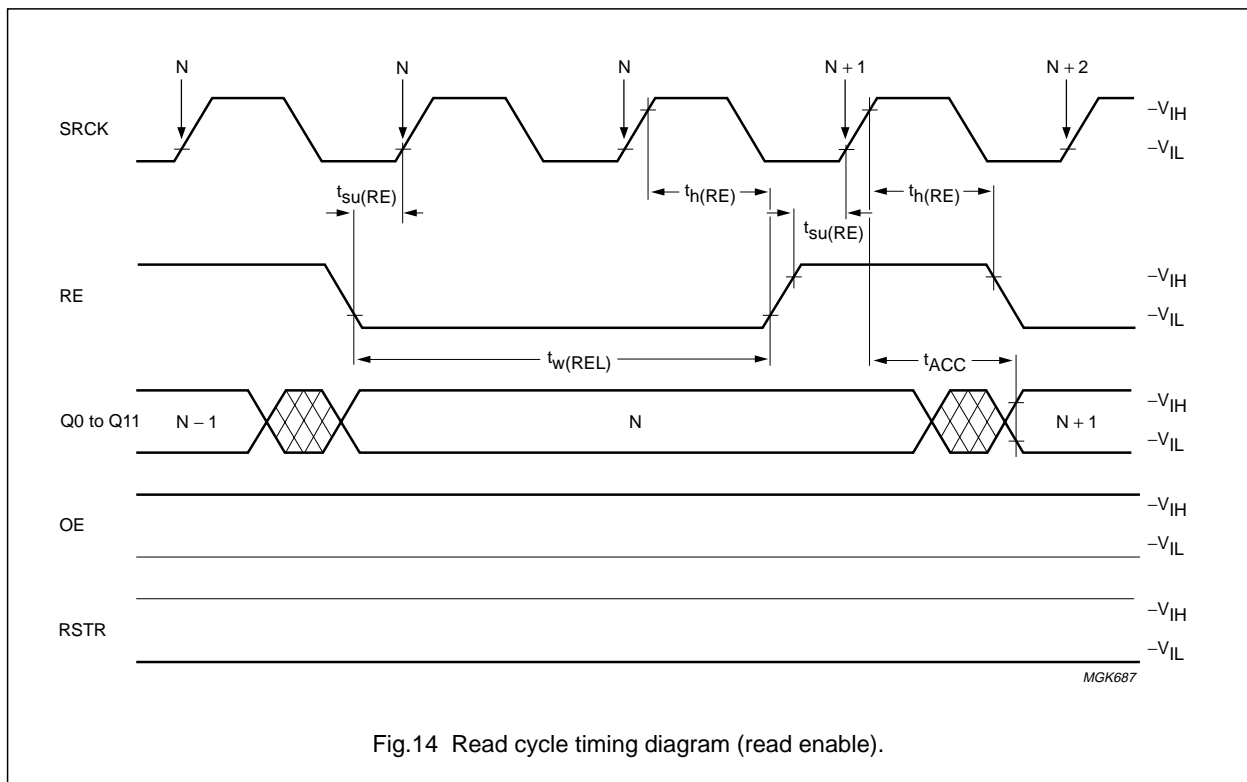 N N N N + 1 N + 2
SRCK
–VIH
–VIL
tsu(RE) th(RE) th(RE)
tsu(RE)
RE
–VIH
–VIL
tw(REL) tACC
Q0 to Q11 N – 1 N N + 1
–VIH
–VIL
OE
–VIH
–VIL
RSTR
–VIH
–VIL
MGK687
Fig.14 Read cycle timing diagram (read enable).